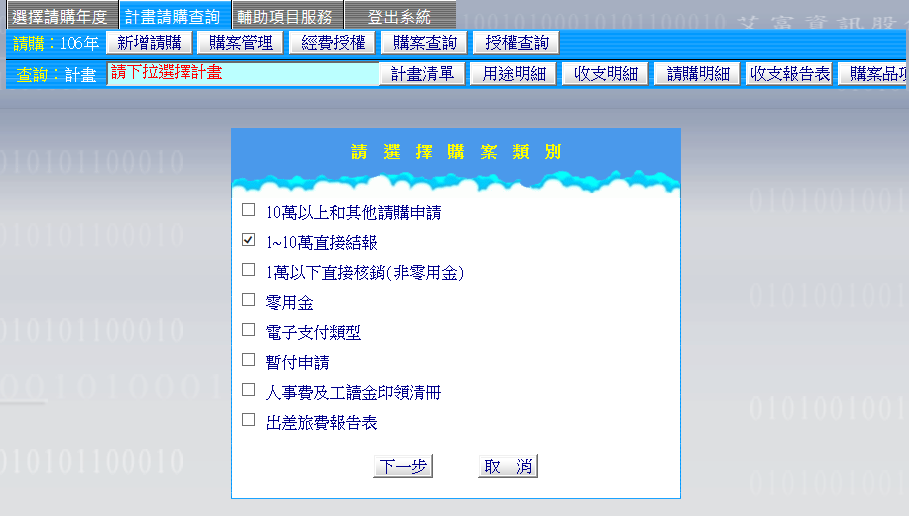 選擇請購年度 計畫請購查詢 輔助項目服務 登出系統
艾富資訊股
請購：106年 新增請購 購案管理 經費授權 購案查詢 授權查詢
查詢：計畫 請下拉選擇計畫 計畫清單 用途明細 收支明細 請購明細 收支報告表 購案品項
請選擇購案類別
10萬以上和其他請購申請
1~10萬直接結報
1萬以下直接核銷(非零用金)
零用金
電子支付類型
暫付申請
人事費及工讀金印領清冊
出差旅費報告表
下一步 取 消